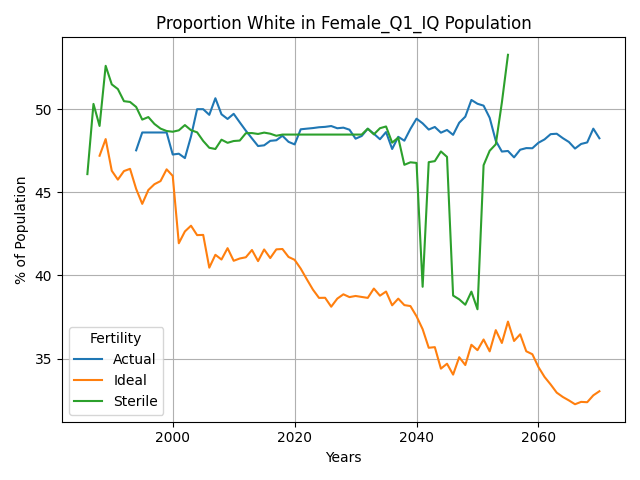 Proportion White in Female_Q1_IQ Population
% of Population
50
45
40
35
Fertility
Actual
Ideal
Sterile
2000
2020
2040
2060
Years